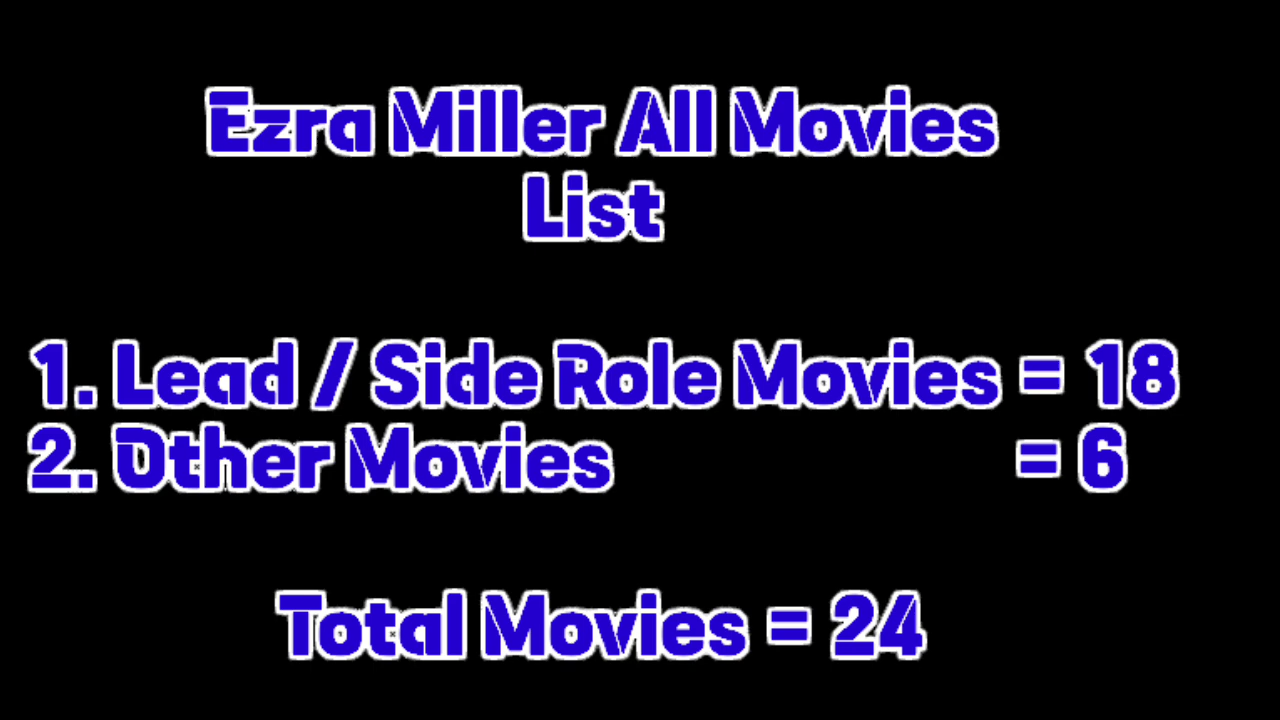 Ezra Miller All Movies
List
1. Lead / Side Role Movies = 18
2. Other Movies = 6
Total Movies = 24